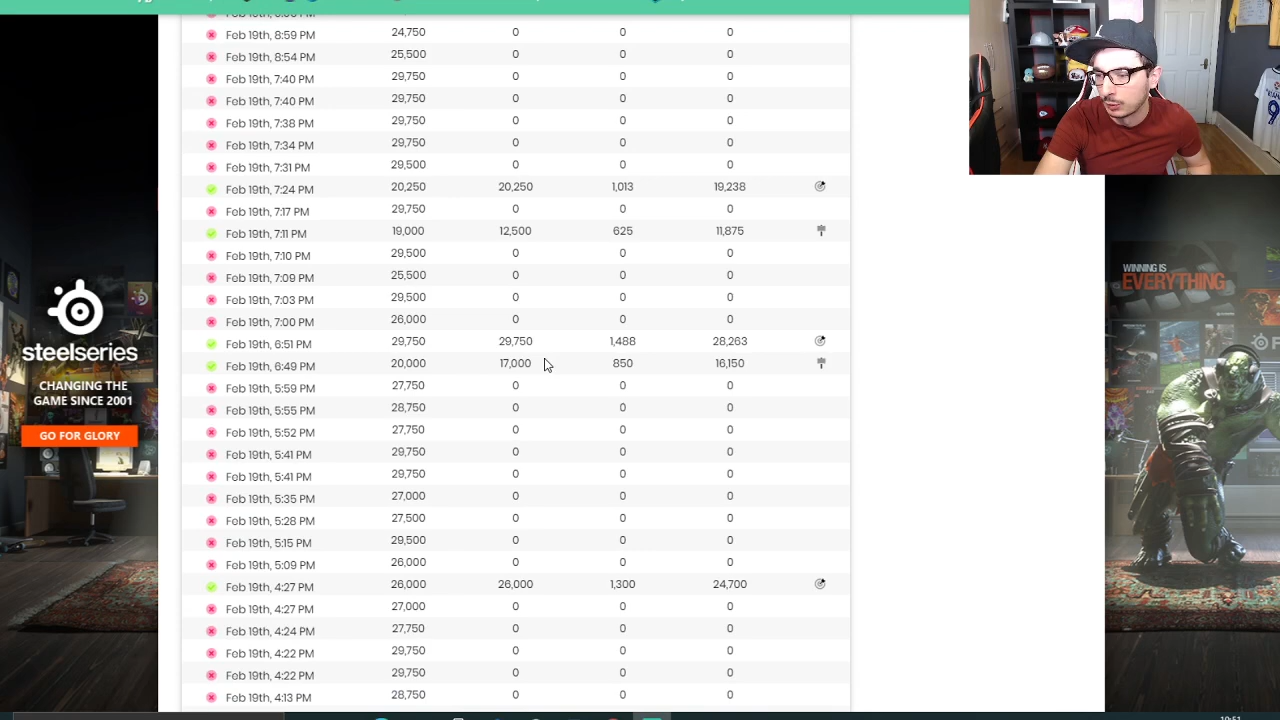 Feb 19th, 8:59 PM 24,750 0 0 0
Feb 19th, 8:54 PM 25,500 0 0 0
Feb 19th, 7:40 PM 29,750 0 0 0
Feb 19th, 7:40 PM 29,750 0 0 0
Feb 19th, 7:38 PM 29,750 0 0 0
Feb 19th, 7:34 PM 29,750 0 0 0
Feb 19th, 7:31 PM 29,500 0 0 0
Feb 19th, 7:24 PM 20,250 20,250 1,013 19,238
Feb 19th, 7:17 PM 29,750 0 0 0
Feb 19th, 7:11 PM 19,000 12,500 625 11,875
Feb 19th, 7:10 PM 29,500 0 0 0
Feb 19th, 7:09 PM 25,500 0 0 0
Feb 19th, 7:03 PM 29,500 0 0 0
Feb 19th, 7:00 PM 26,000 0 0 0
Feb 19th, 6:51 PM 29,750 29,750 1,488 28,263
Feb 19th, 6:49 PM 20,000 17,000 850 16,150
Feb 19th, 5:59 PM 27,750 0 0 0
Feb 19th, 5:55 PM 28,750 0 0 0
Feb 19th, 5:52 PM 27,750 0 0 0
Feb 19th, 5:41 PM 29,750 0 0 0
Feb 19th, 5:41 PM 29,750 0 0 0
Feb 19th, 5:35 PM 27,000 0 0 0
Feb 19th, 5:28 PM 27,500 0 0 0
Feb 19th, 5:15 PM 29,500 0 0 0
Feb 19th, 5:09 PM 26,000 0 0 0
Feb 19th, 4:27 PM 26,000 26,000 1,300 24,700
Feb 19th, 4:27 PM 27,000 0 0 0
Feb 19th, 4:24 PM 27,750 0 0 0
Feb 19th, 4:22 PM 29,750 0 0 0
Feb 19th, 4:22 PM 29,750 0 0 0
Feb 19th, 4:13 PM 28,750 0 0 0
steelseries
CHANGING THE
GAME SINCE 2001
GO FOR GLORY
WINNING IS
EVERYTHING